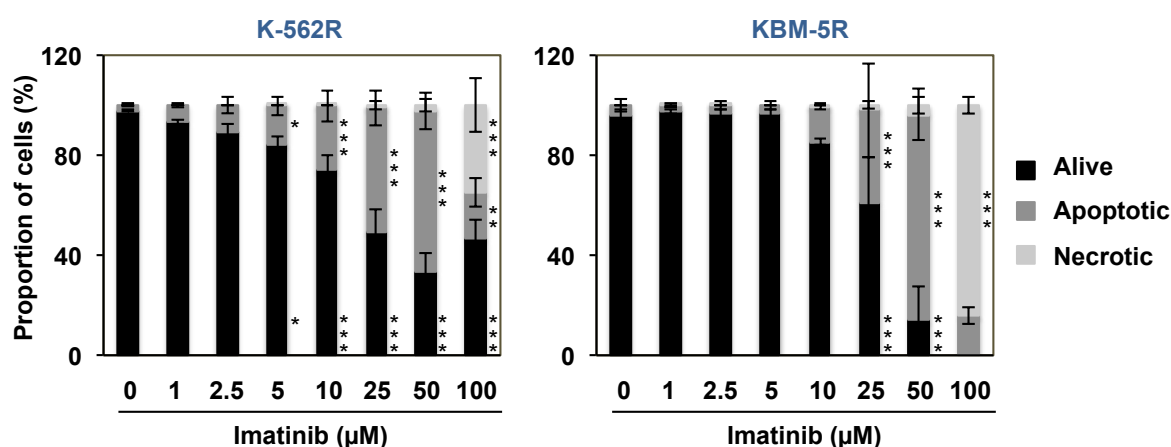 K-562R
KBM-5R
Proportion of cells (%)
120
80
40
0
* *** *** *** *** **
* *** *** *** ***
0 1 2.5 5 10 25 50 100
Imatinib (µM)
120
80
40
0
*** *** ***
*** ***
0 1 2.5 5 10 25 50 100
Imatinib (µM)
Alive
Apoptotic
Necrotic